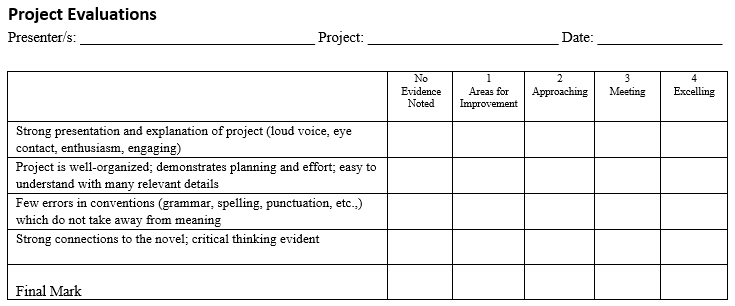 Project Evaluations
Presenter/s: _______________________________ Project: _________________________ Date: ________________
No
Evidence
Noted
1
Areas for
Improvement
2
Approaching
3
Meeting
4
Excelling
Strong presentation and explanation of project (loud voice, eye
contact, enthusiasm, engaging)
Project is well-organized; demonstrates planning and effort; easy to
understand with many relevant details
Few errors in conventions (grammar, spelling, punctuation, etc.,)
which do not take away from meaning
Strong connections to the novel; critical thinking evident
Final Mark